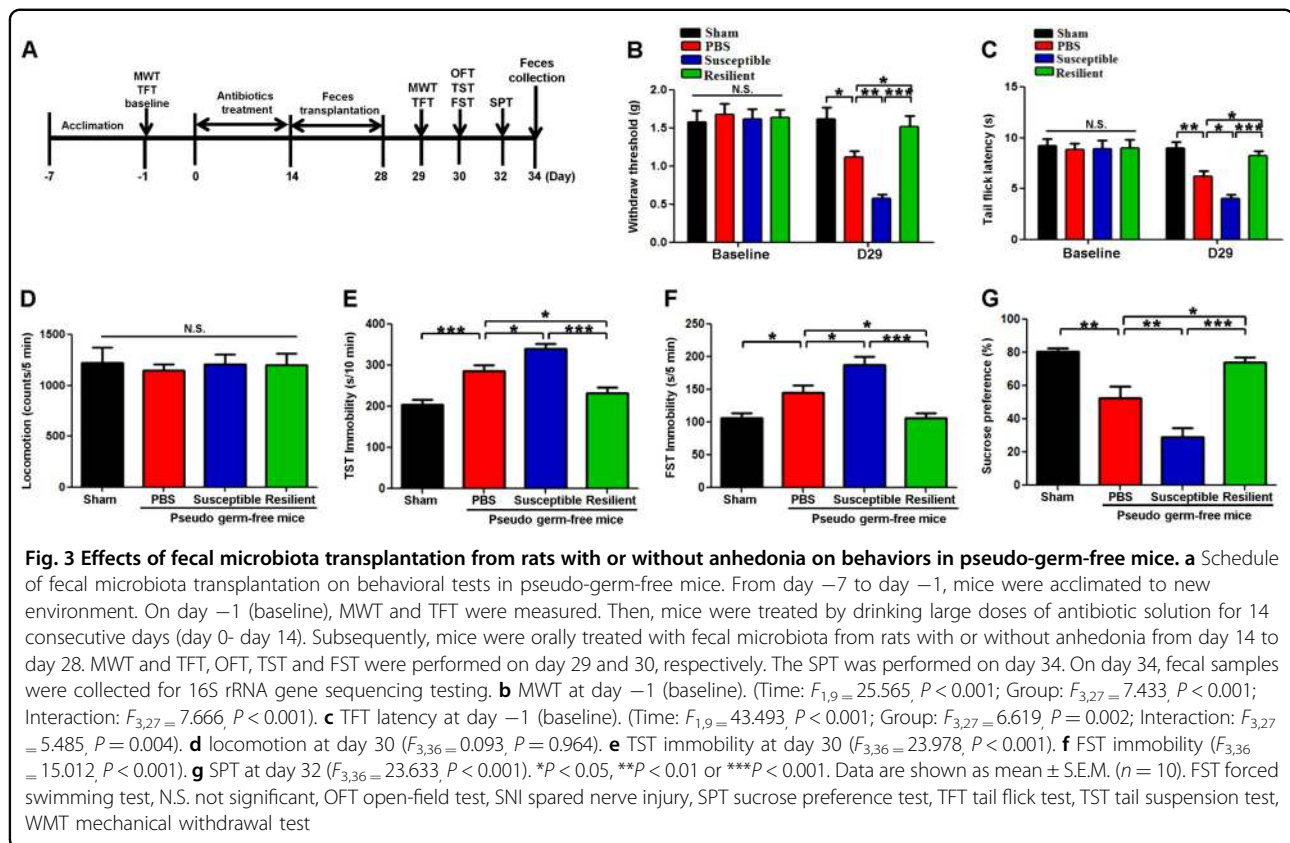 A
MWT
TFT
baseline
Acclimation
Antibiotics
treatment
Feces
transplantation
MWT
TFT
OFT
TST
FST
SPT
Feces
collection
-7 -1 0 14 28 29 30 32 34 (Day)
B
Sham
PBS
Susceptible
Resilient
N.S.
* ** *** *
Withdraw threshold (g)
2.0
1.5
1.0
0.5
0.0
Baseline D29
C
Sham
PBS
Susceptible
Resilient
N.S.
** * *** *
Tail flick latency (s)
15
10
5
0
Baseline D29
D
N.S.
Locomotion (counts/5 min)
1500
1000
500
0
Sham PBS Susceptible Resilient
Pseudo germ-free mice
E
*
*** * ***
TST Immobility (s/10 min)
400
300
200
100
0
Sham PBS Susceptible Resilient
Pseudo germ-free mice
F
*
* * ***
FST Immobility (s/5 min)
250
200
150
100
50
0
Sham PBS Susceptible Resilient
Pseudo germ-free mice
G
*
** ** ***
Sucrose preference (%)
100
80
60
40
20
0
Sham PBS Susceptible Resilient
Pseudo germ-free mice
Fig. 3 Effects of fecal microbiota transplantation from rats with or without anhedonia on behaviors in pseudo-germ-free mice. a Schedule
of fecal microbiota transplantation on behavioral tests in pseudo-germ-free mice. From day −7 to day −1, mice were acclimated to new
environment. On day −1 (baseline), MWT and TFT were measured. Then, mice were treated by drinking large doses of antibiotic solution for 14
consecutive days (day 0- day 14). Subsequently, mice were orally treated with fecal microbiota from rats with or without anhedonia from day 14 to
day 28. MWT and TFT, OFT, TST and FST were performed on day 29 and 30, respectively. The SPT was performed on day 34. On day 34, fecal samples
were collected for 16S rRNA gene sequencing testing. b MWT at day −1 (baseline). (Time: F1,9 = 25.565, P < 0.001; Group: F3,27 = 7.433, P < 0.001;
Interaction: F3,27 = 7.666, P < 0.001). c TFT latency at day −1 (baseline). (Time: F1,9 = 43.493, P < 0.001; Group: F3,27 = 6.619, P = 0.002; Interaction: F3,27
= 5.485, P = 0.004). d locomotion at day 30 (F3,36 = 0.093, P = 0.964). e TST immobility at day 30 (F3,36 = 23.978, P < 0.001). f FST immobility (F3,36
= 15.012, P < 0.001). g SPT at day 32 (F3,36 = 23.633, P < 0.001). *P < 0.05, **P < 0.01 or ***P < 0.001. Data are shown as mean ± S.E.M. (n = 10). FST forced
swimming test, N.S. not significant, OFT open-field test, SNI spared nerve injury, SPT sucrose preference test, TFT tail flick test, TST tail suspension test,
WMT mechanical withdrawal test